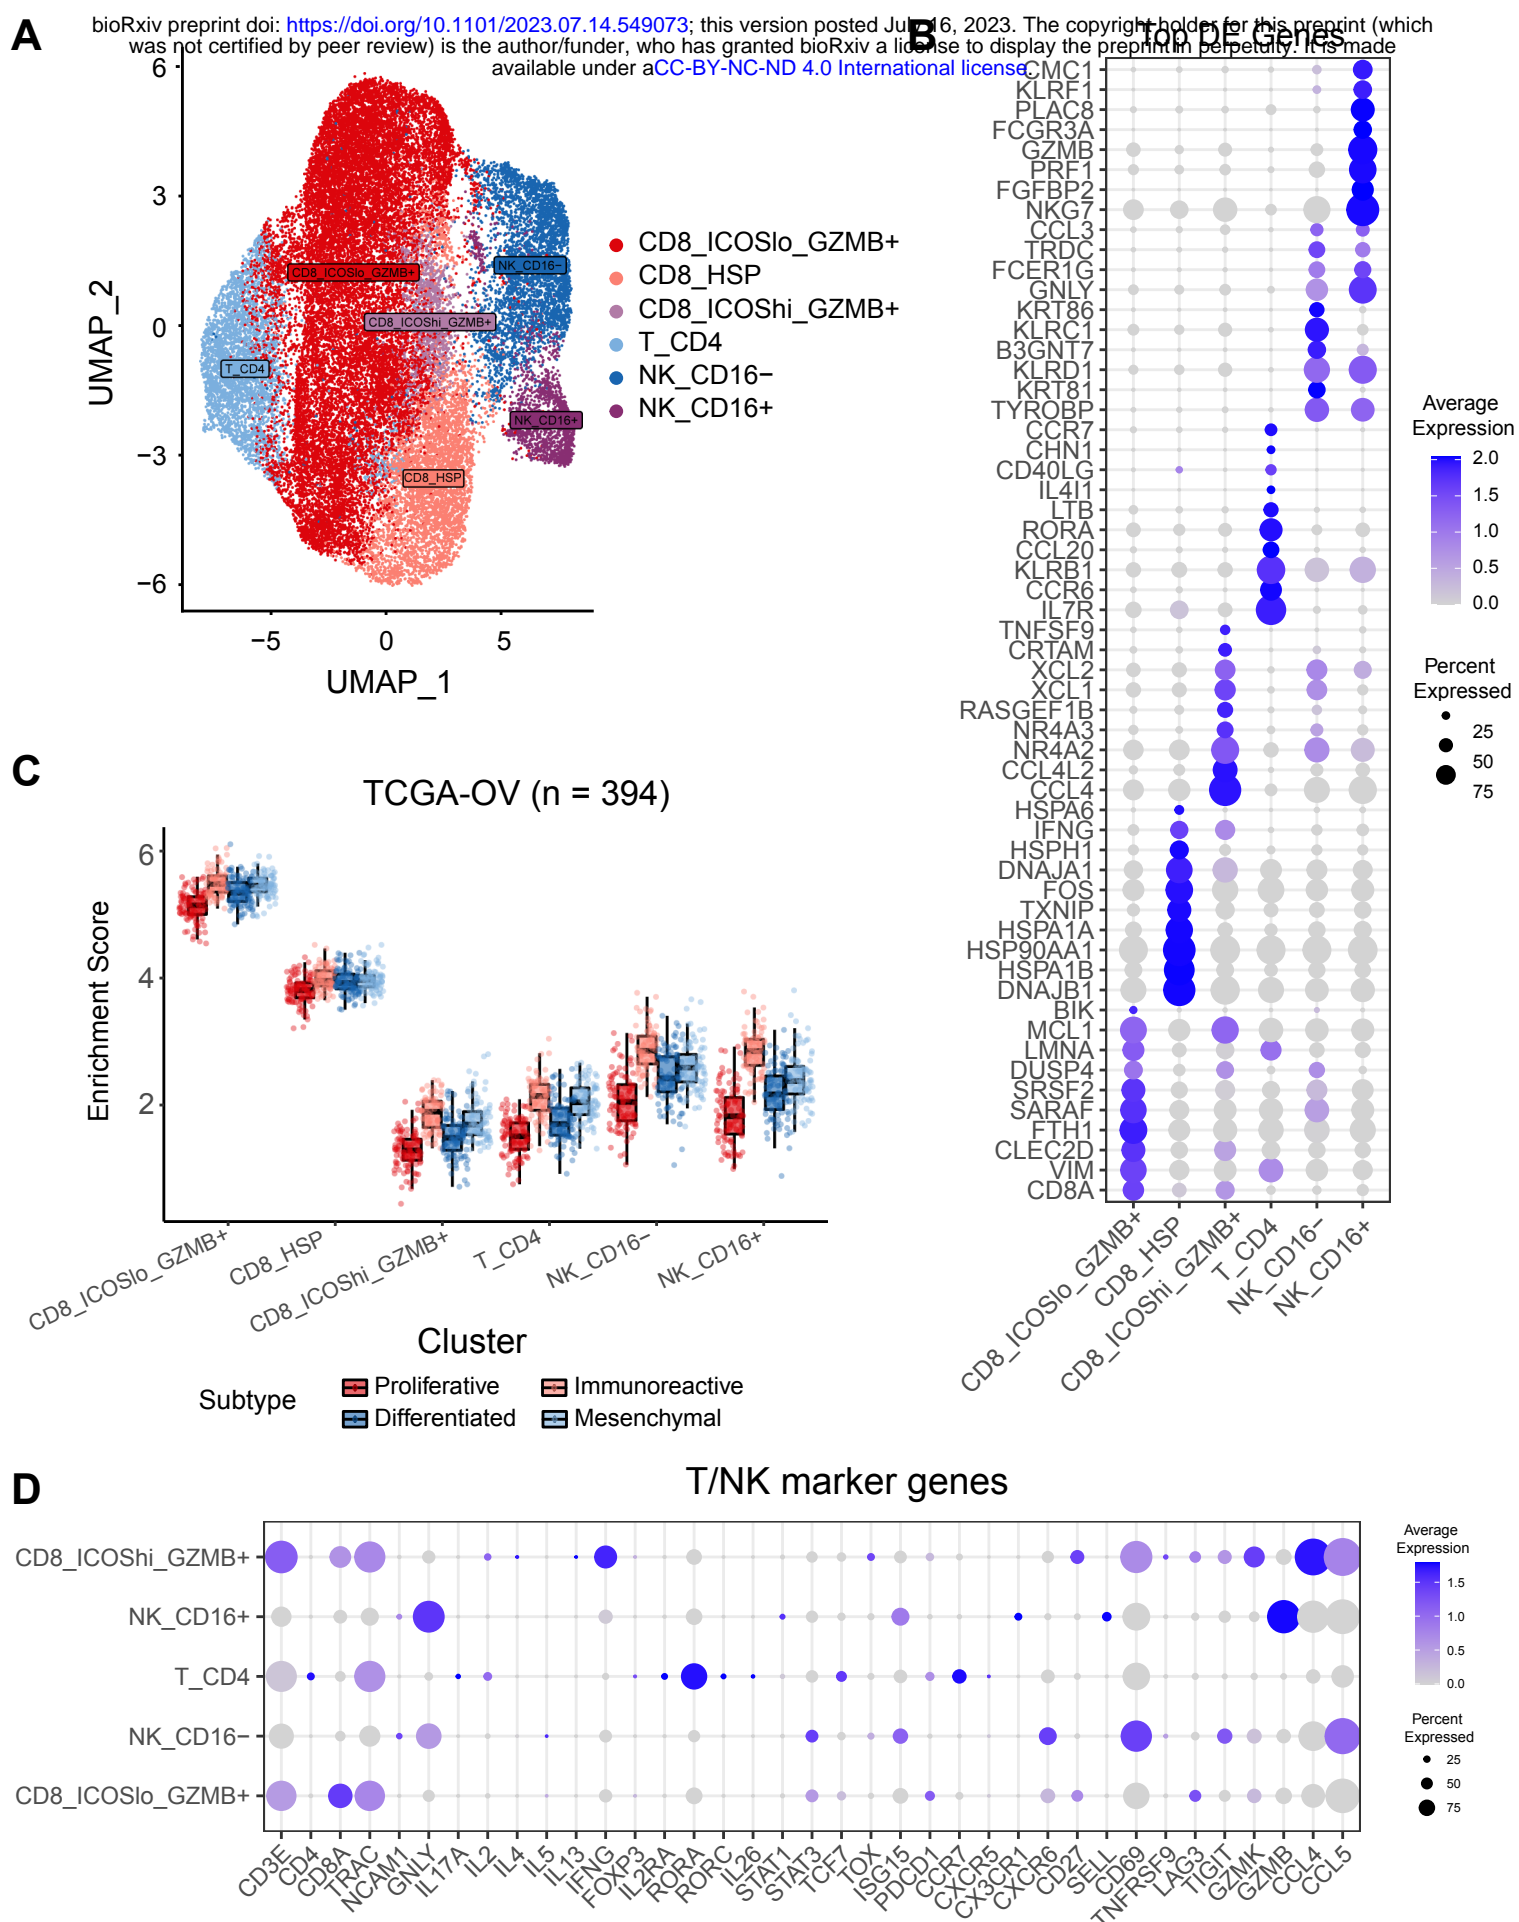 bioRxiv preprint doi: https://doi.org/10.1101/2023.07.14.549073; this version posted July 16, 2023. The copyright holder for this preprint (which
was not certified by peer review) is the author/funder, who has granted bioRxiv a license to display the preprint in perpetuity. It is made
available under aCC-BY-NC-ND 4.0 International license.
A
6
3
0
−3
−6
−5
0
5
UMAP_2
UMAP_1
CD8_ICOSlo_GZMB+
NK_CD16−
CD8_ICOShi_GZMB+
T_CD4
NK_CD16+
CD8_HSP
CD8_ICOSlo_GZMB+
CD8_HSP
CD8_ICOShi_GZMB+
T_CD4
NK_CD16−
NK_CD16+
B
Top DE Genes
CMC1
KLRF1
PLAC8
FCGR3A
GZMB
PRF1
FGFBP2
NKG7
CCL3
TRDC
FCER1G
GNLY
KRT86
KLRC1
B3GNT7
KLRD1
KRT81
TYROBP
CCR7
CHN1
CD40LG
IL4I1
LTB
RORA
CCL20
KLRB1
CCR6
IL7R
TNFSF9
CRTAM
XCL2
XCL1
RASGEF1B
NR4A3
NR4A2
CCL4L2
CCL4
HSPA6
IFNG
HSPH1
DNAJA1
FOS
TXNIP
HSPA1A
HSP90AA1
HSPA1B
DNAJB1
BIK
MCL1
LMNA
DUSP4
SRSF2
SARAF
FTH1
CLEC2D
VIM
CD8A
CD8_ICOSlo_GZMB+
CD8_HSP
CD8_ICOShi_GZMB+
T_CD4
NK_CD16−
NK_CD16+
Average
Expression
2.0
1.5
1.0
0.5
0.0
Percent
Expressed
25
50
75
C
TCGA-OV (n = 394)
Enrichment Score
6
4
2
CD8_ICOSlo_GZMB+
CD8_HSP
CD8_ICOShi_GZMB+
T_CD4
NK_CD16−
NK_CD16+
Cluster
Subtype
Proliferative
Immunoreactive
Differentiated
Mesenchymal
D
T/NK marker genes
CD8_ICOShi_GZMB+
NK_CD16+
T_CD4
NK_CD16−
CD8_ICOSlo_GZMB+
CD3E
CD4
CD8A
TRAC
NCAM1
GNLY
IL17A
IL2
IL4
IL5
IL13
IFNG
FOXP3
IL2RA
RORA
RORC
IL26
STAT1
STAT3
TCF7
TOX
ISG15
PDCD1
CCR7
CXCR5
CX3CR1
CXCR6
CD27
SELL
CD69
TNFRSF9
LAG3
TIGIT
GZMK
GZMB
CCL4
CCL5
Average
Expression
1.5
1.0
0.5
0.0
Percent
Expressed
25
50
75